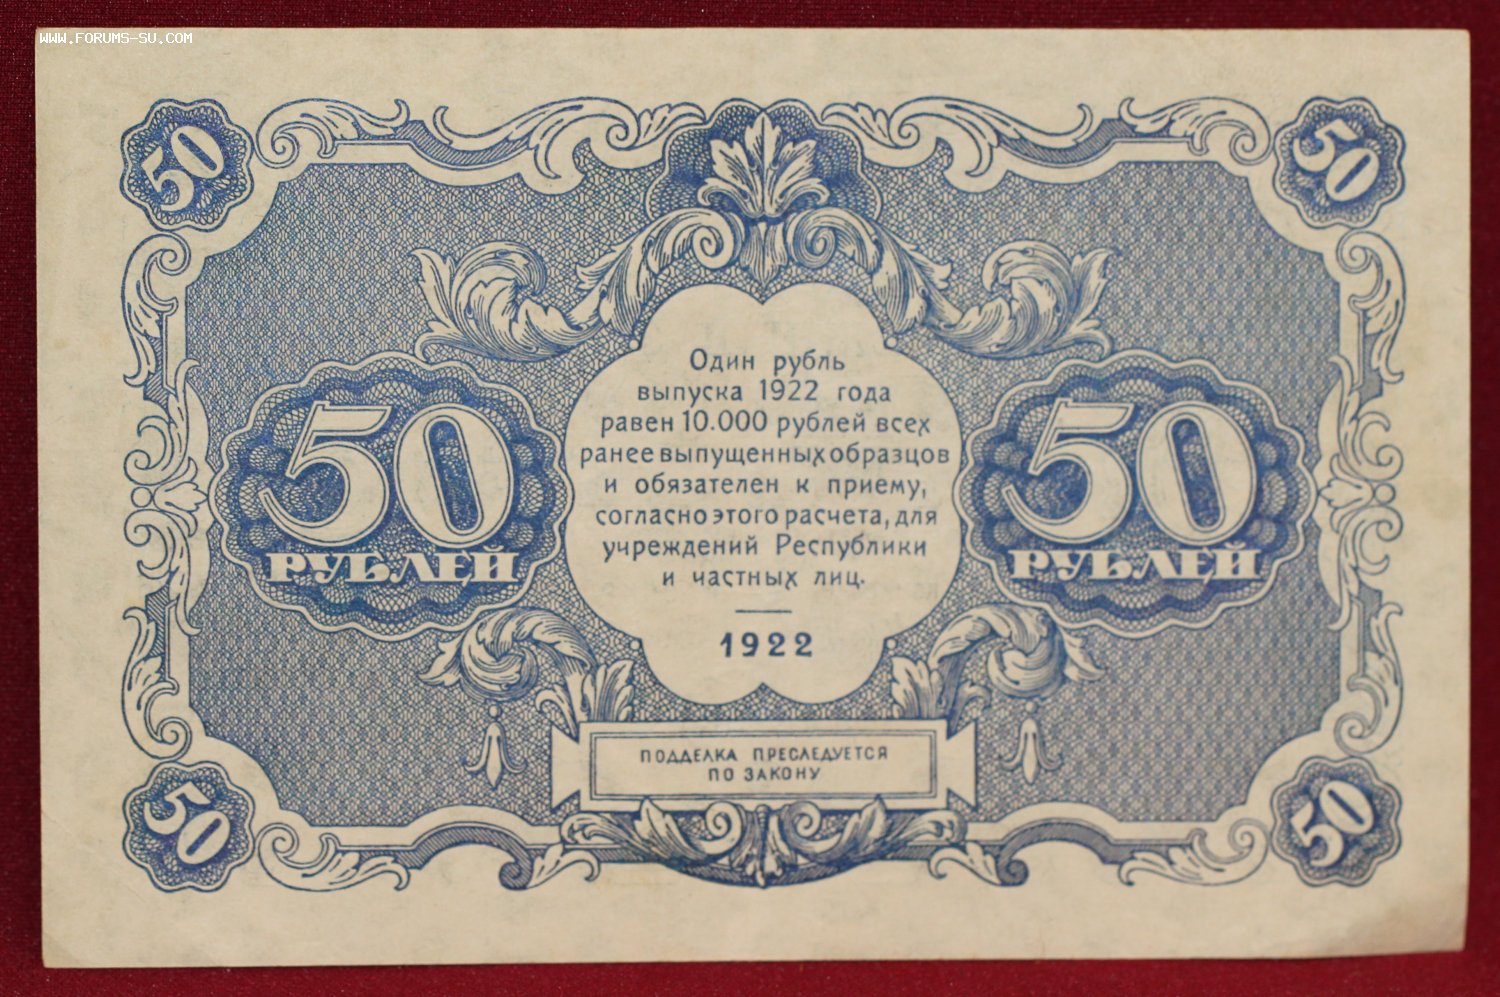 WWW.FORUMS-SU.COM
50
50
Один рубль
выпуска 1922 года
равен 10.000 рублей всех
ранее выпущенных образцов
и обязателен к приему,
согласно этого расчета, для
учреждений Республики
и частных лиц.
1922
50
РУБЛЕЙ
50
РУБЛЕЙ
ПОДДЕЛКА ПРЕСЛЕДУЕТСЯ
ПО ЗАКОНУ
50
50